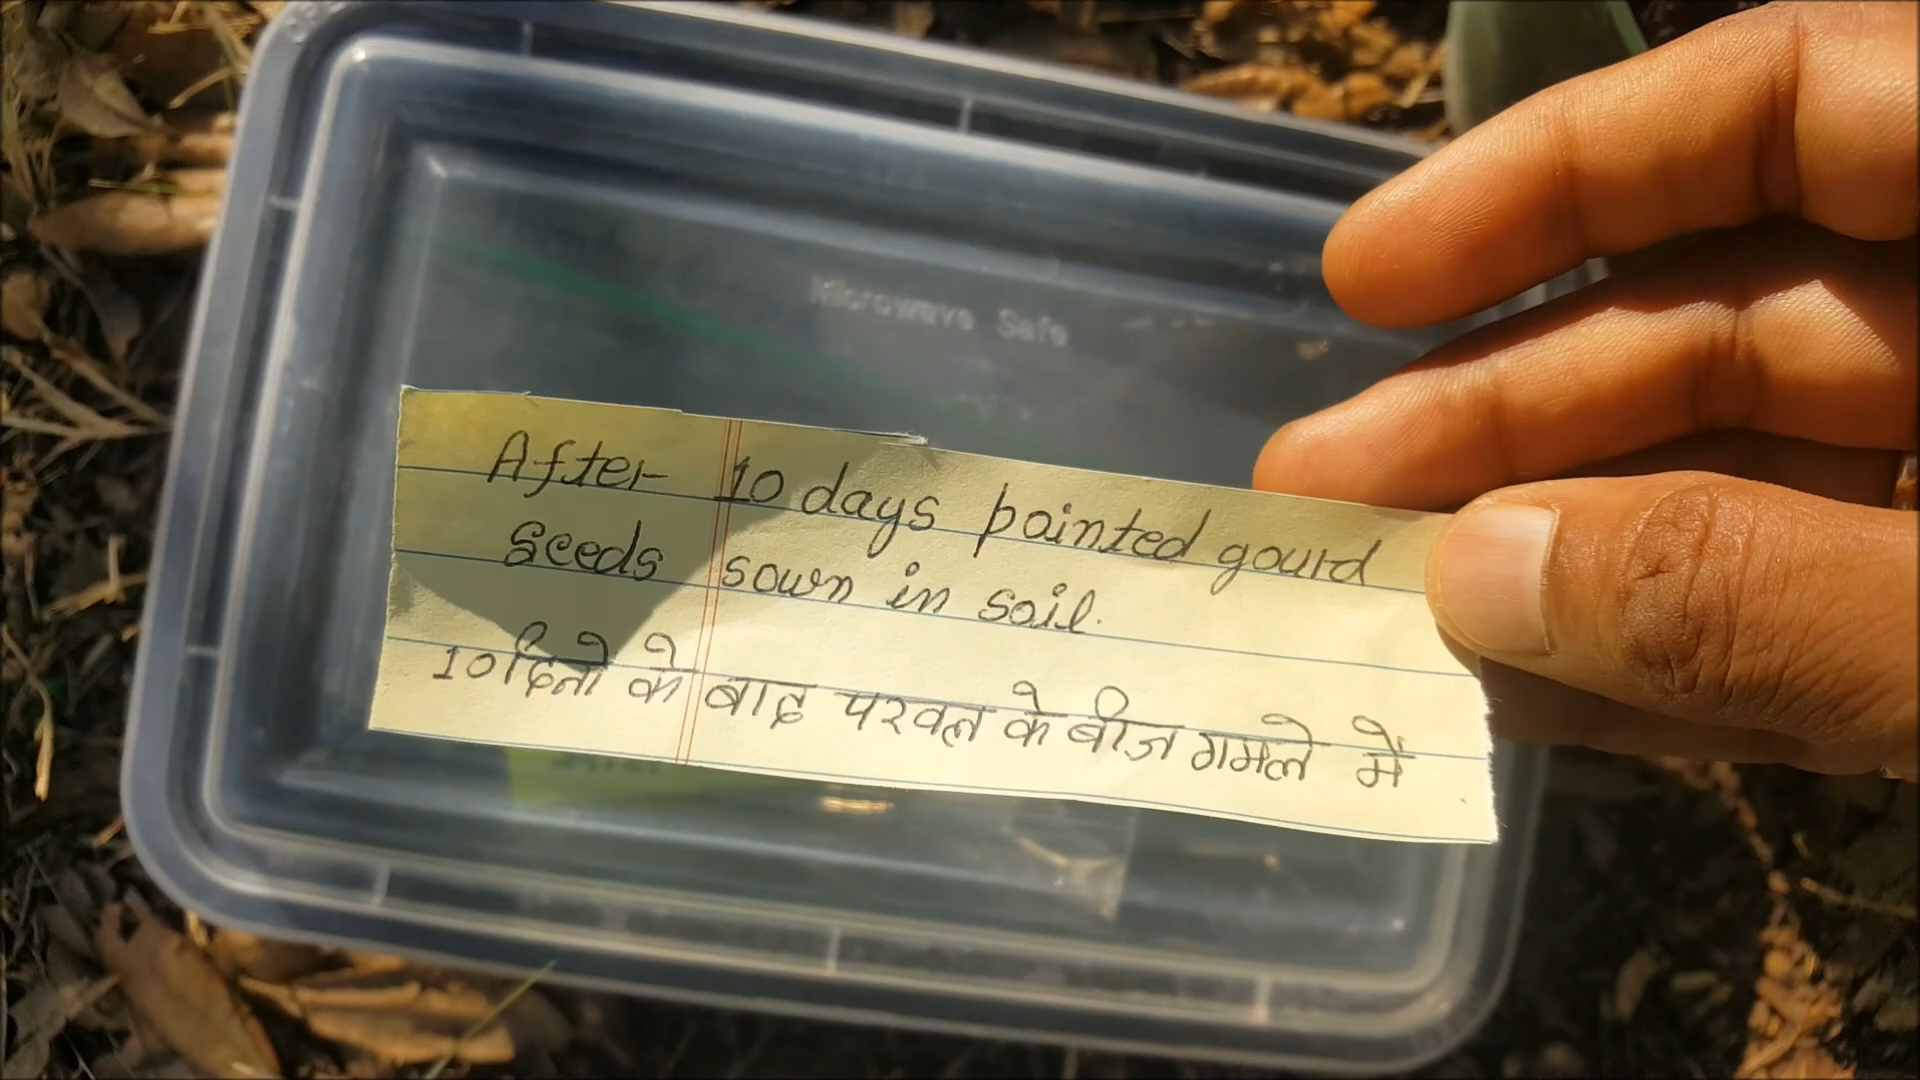 Microwave Safe
After 10 days pointed gourd
Seeds sown in soil.
10 दिनो के बाद परवल के बीज गमले में